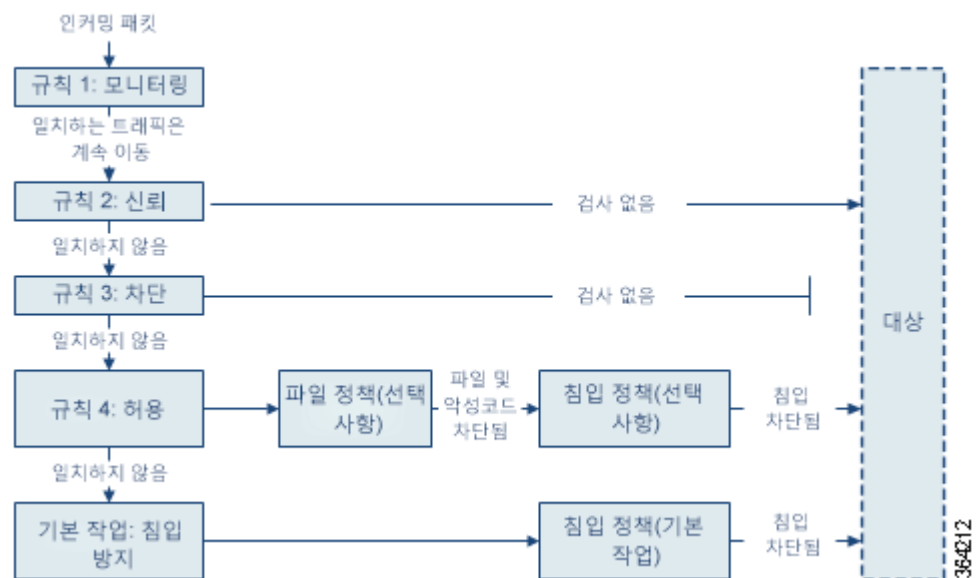 인커밍 패킷
규칙 1: 모니터링
일치하는 트래픽은
계속 이동
규칙 2: 신뢰
검사 없음
일치하지 않음
규칙 3: 차단
검사 없음
대상
일치하지 않음
규칙 4: 허용
파일 정책(선택
사항)
파일 및
악성코드
차단됨
침입 정책(선택
사항)
침입
차단됨
일치하지 않음
기본 작업: 침입
방지
침입 정책(기본
작업)
침입
차단됨
364212